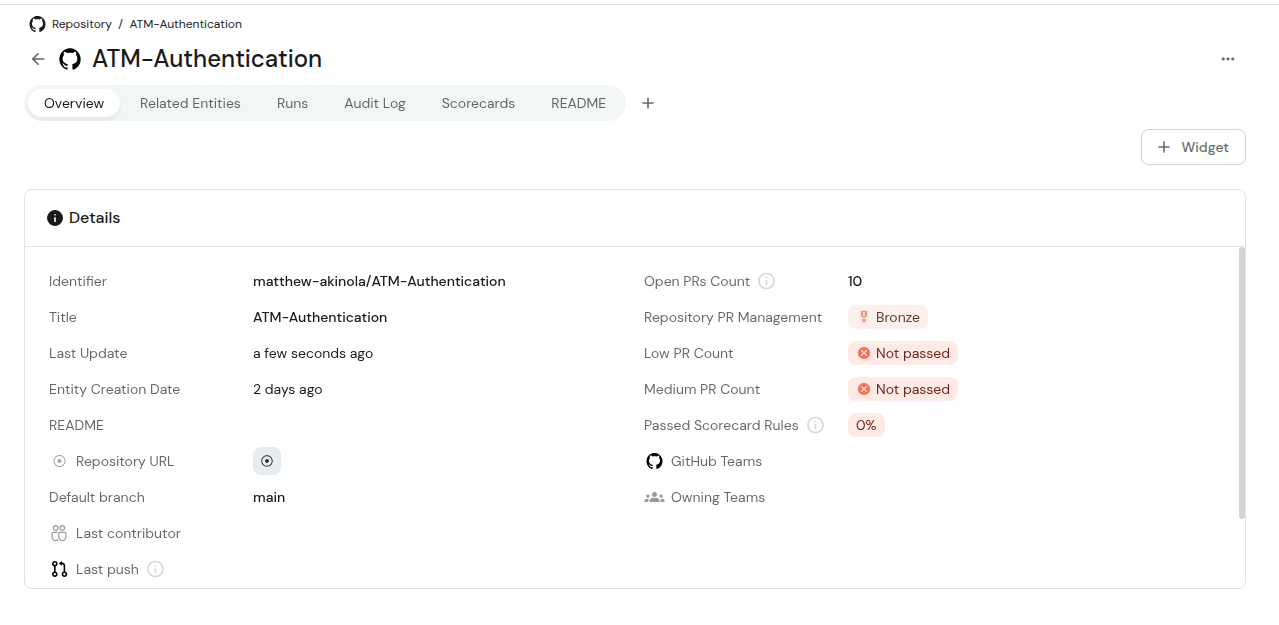 Repository / ATM-Authentication
ATM-Authentication
Overview Related Entities Runs Audit Log Scorecards README
Widget
Details
Identifier matthew-akinola/ATM-Authentication
Title ATM-Authentication
Last Update a few seconds ago
Entity Creation Date 2 days ago
README
Repository URL
Default branch main
Last contributor
Last push
Open PRs Count 10
Repository PR Management Bronze
Low PR Count Not passed
Medium PR Count Not passed
Passed Scorecard Rules 0%
GitHub Teams
Owning Teams